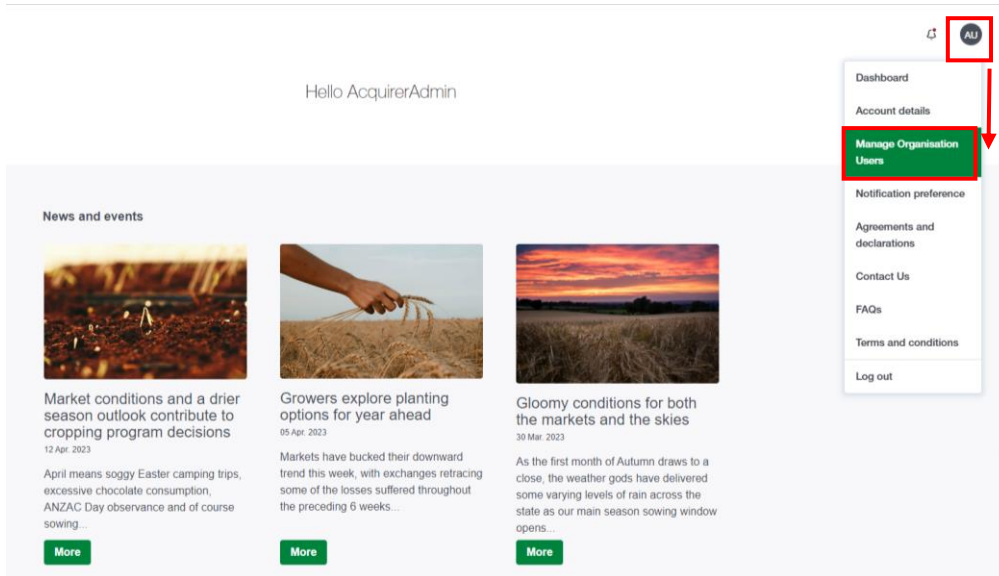 AU
Hello AcquirerAdmin
Dashboard
Account details
Manage Organisation
Users
Notification preference
Agreements and
declarations
Contact Us
FAQs
Terms and conditions
Log out
News and events
Market conditions and a drier
season outlook contribute to
cropping program decisions
12 Apr. 2023
April means soggy Easter camping trips,
excessive chocolate consumption,
ANZAC Day observance and of course
sowing...
More
Growers explore planting
options for year ahead
05 Apr. 2023
Markets have bucked their downward
trend this week, with exchanges retracing
some of the losses suffered throughout
the preceding 6 weeks...
More
Gloomy conditions for both
the markets and the skies
30 Mar. 2023
As the first month of Autumn draws to a
close, the weather gods have delivered
some varying levels of rain across the
state as our main season sowing window
opens...
More